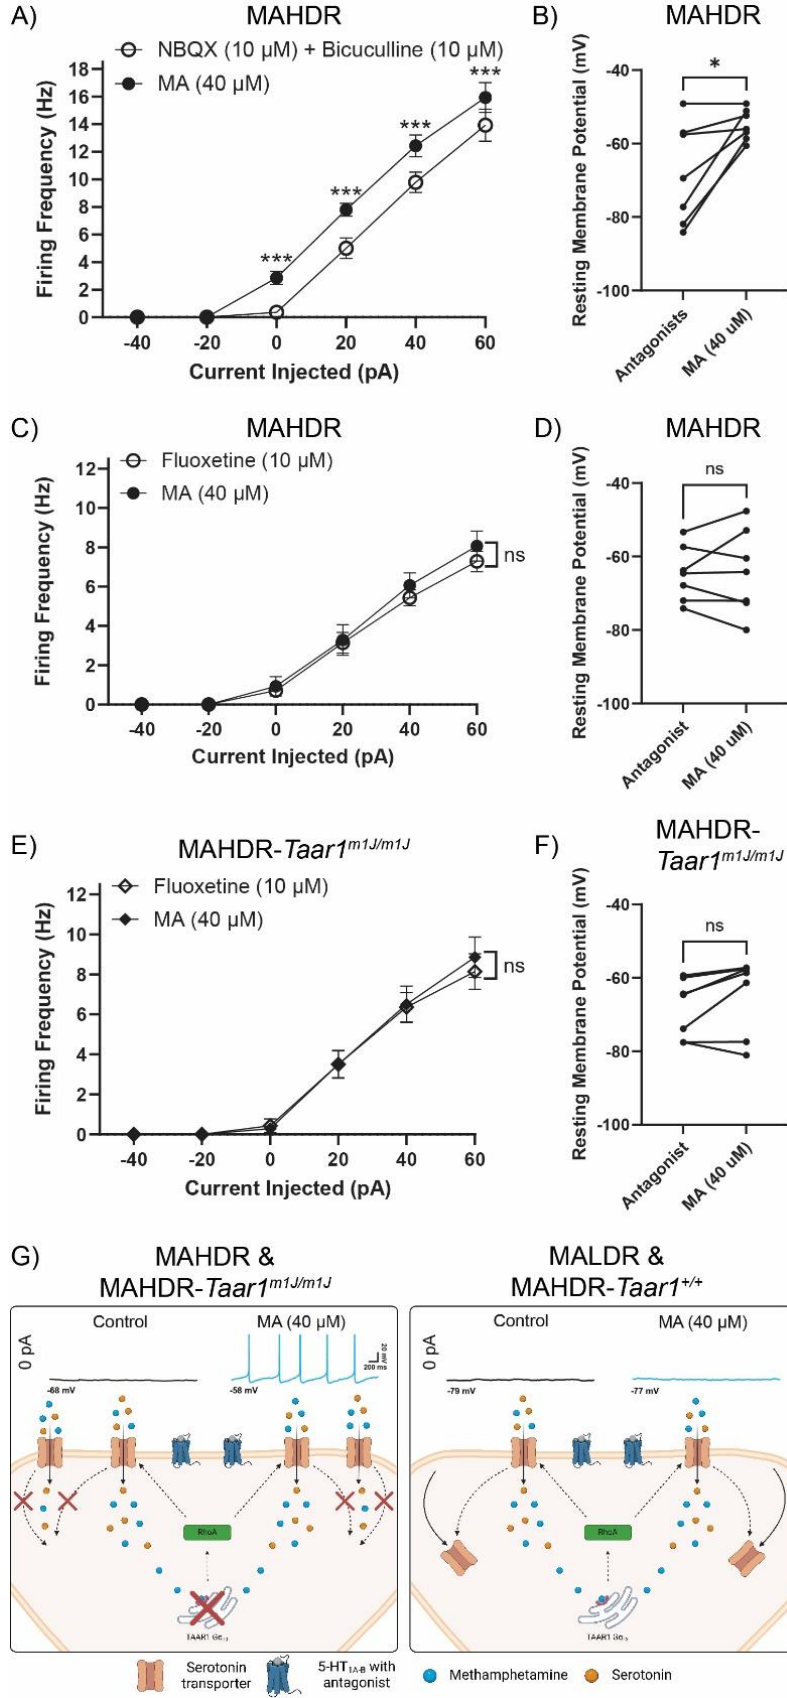 A) MAHDR
NBQX (10 µM) + Bicuculline (10 µM)
MA (40 µM)
Firing Frequency (Hz)
18
16
14
12
10
8
6
4
2
0
***
***
***
***
-40 -20 0 20 40 60
Current Injected (pA)
B) MAHDR
Resting Membrane Potential (mV)
*
-40
-60
-80
-100
Antagonists
MA (40 uM)
C) MAHDR
Fluoxetine (10 µM)
MA (40 µM)
Firing Frequency (Hz)
12
10
8
6
4
2
0
ns
-40 -20 0 20 40 60
Current Injected (pA)
D) MAHDR
Resting Membrane Potential (mV)
ns
-40
-60
-80
-100
Antagonist
MA (40 uM)
E) MAHDR-Taar1m1J/m1J
Fluoxetine (10 µM)
MA (40 µM)
Firing Frequency (Hz)
12
10
8
6
4
2
0
ns
-40 -20 0 20 40 60
Current Injected (pA)
F) MAHDR-
Taar1m1J/m1J
Resting Membrane Potential (mV)
ns
-40
-60
-80
-100
Antagonist
MA (40 uM)
G) MAHDR &
MAHDR-Taar1m1J/m1J
Control MA (40 µM)
0 pA
20 mV
200 ms
-68 mV
-58 mV
RhoA
TAAR1 Gα13
MALDR &
MAHDR-Taar1+/+
Control MA (40 µM)
0 pA
-79 mV
-77 mV
RhoA
TAAR1 Gα13
Serotonin
transporter
5-HT1A-B with
antagonist
Methamphetamine
Serotonin